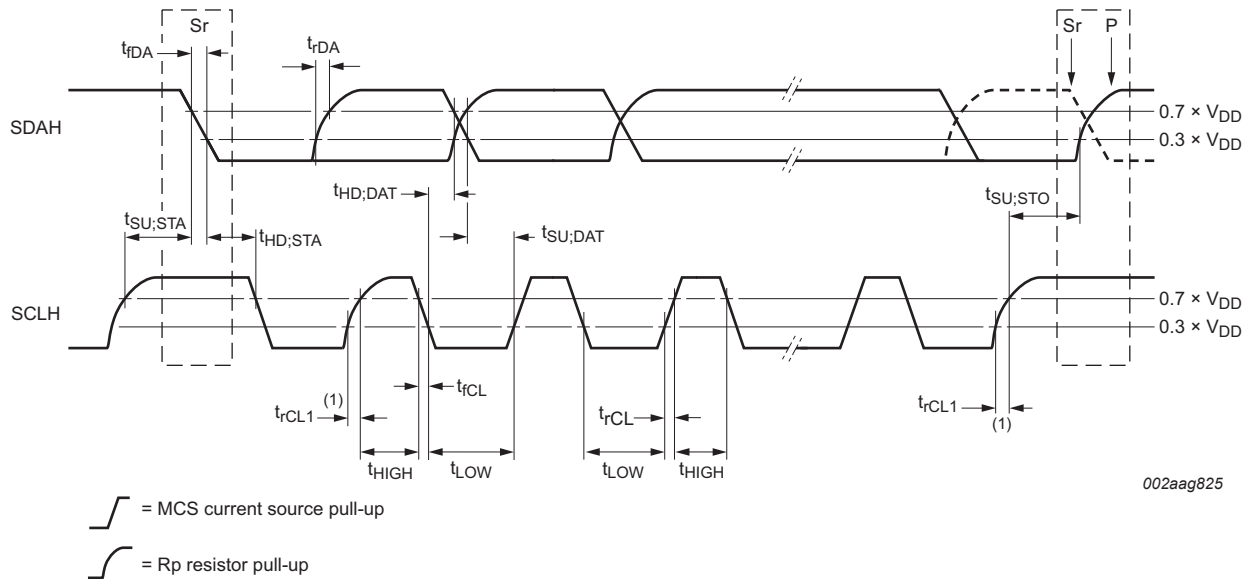 Sr
Sr P
tfDA
trDA
0.7 × VDD
SDAH
0.3 × VDD
tHD;DAT
tSU;STO
tSU;STA
tHD;STA
tSU;DAT
0.7 × VDD
SCLH
0.3 × VDD
tfCL
trCL1 (1)
trCL
trCL1
(1)
tHIGH
tLOW
tLOW
tHIGH
002aag825
= MCS current source pull-up
= Rp resistor pull-up